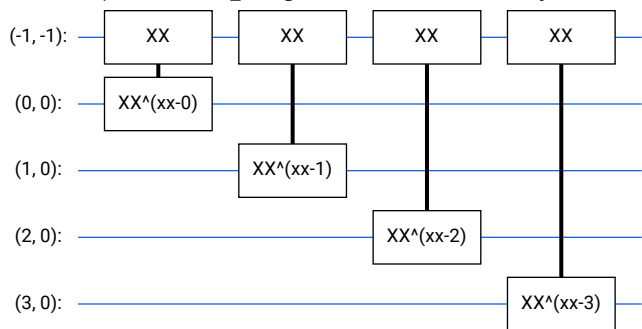 (-1, -1): XX XX XX XX
(0, 0): XX^(xx-0)
(1, 0): XX^(xx-1)
(2, 0): XX^(xx-2)
(3, 0): XX^(xx-3)